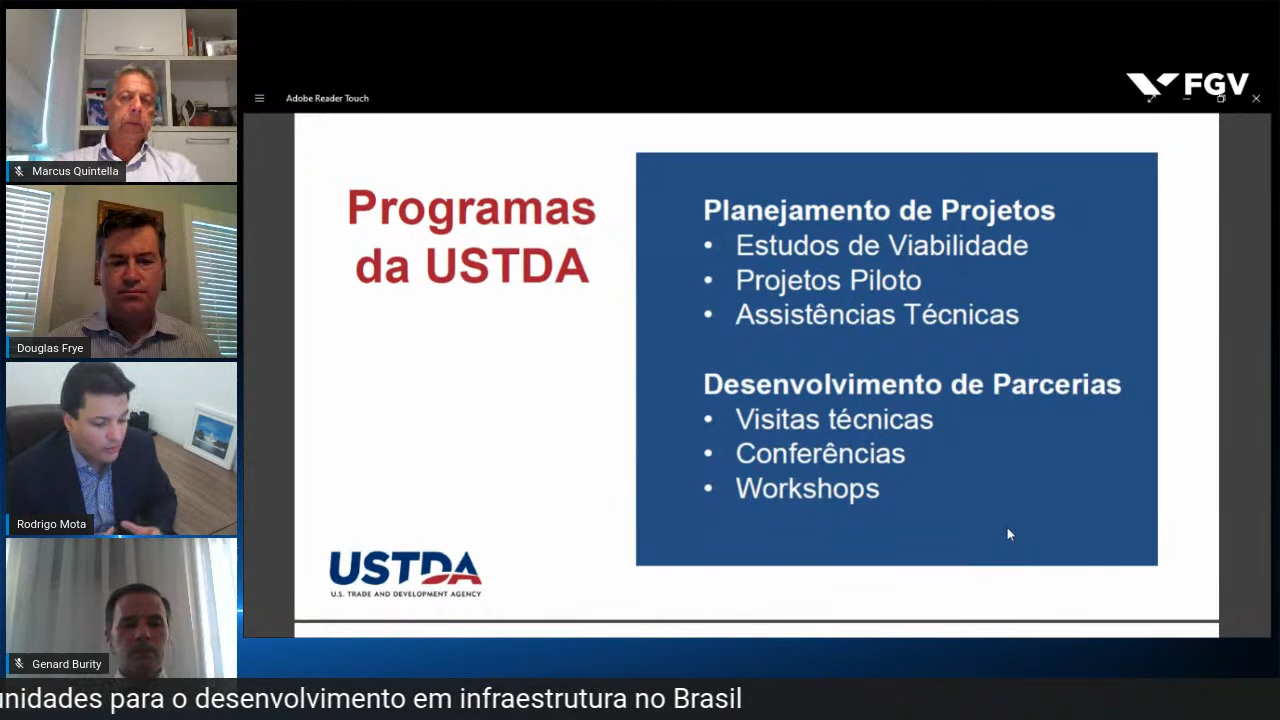 FGV
Adobe Reader Touch
Marcus Quintella
Douglas Frye
Rodrigo Mota
Genard Burity
Programas
da USTDA
Planejamento de Projetos
• Estudos de Viabilidade
• Projetos Piloto
• Assistências Técnicas
Desenvolvimento de Parcerias
• Visitas técnicas
• Conferências
• Workshops
USTDA
U.S. TRADE AND DEVELOPMENT AGENCY
unidades para o desenvolvimento em infraestrutura no Brasil